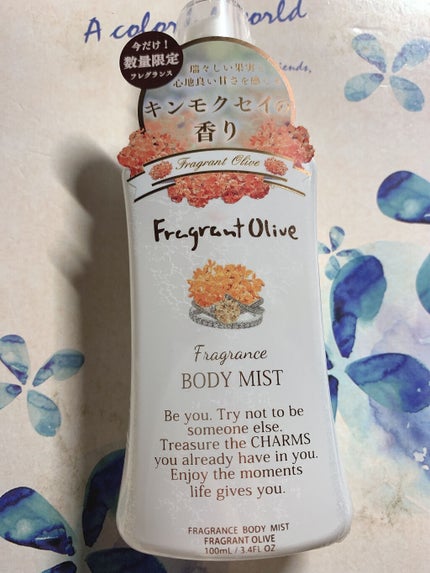 A color
world
friends,
今だけ!
数量限定
フレグランス
瑞々しい果実
心地良い甘さを
キンモクセイの
香り
Fragrant Olive
Fragrant Olive
Fragrance
BODY MIST
Be you. Try not to be
someone else.
Treasure the CHARMS
you already have in you.
Enjoy the moments
life gives you.
FRAGRANCE BODY MIST
FRAGRANT OLIVE
100mL / 3.4FL OZ